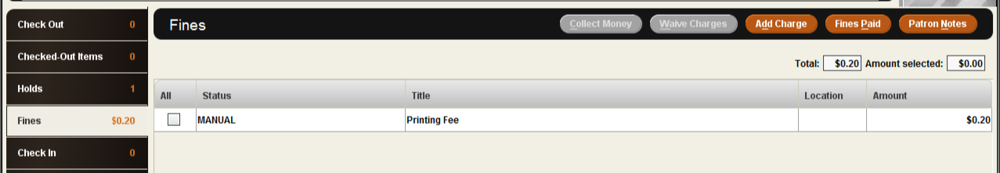 Check Out 0
Fines
Collect Money
Waive Charges
Add Charge
Fines Paid
Patron Notes
Checked-Out Items 0
Total: $0.20 Amount selected: $0.00
Holds 1
All Status Title Location Amount
Fines $0.20
MANUAL Printing Fee $0.20
Check In 0